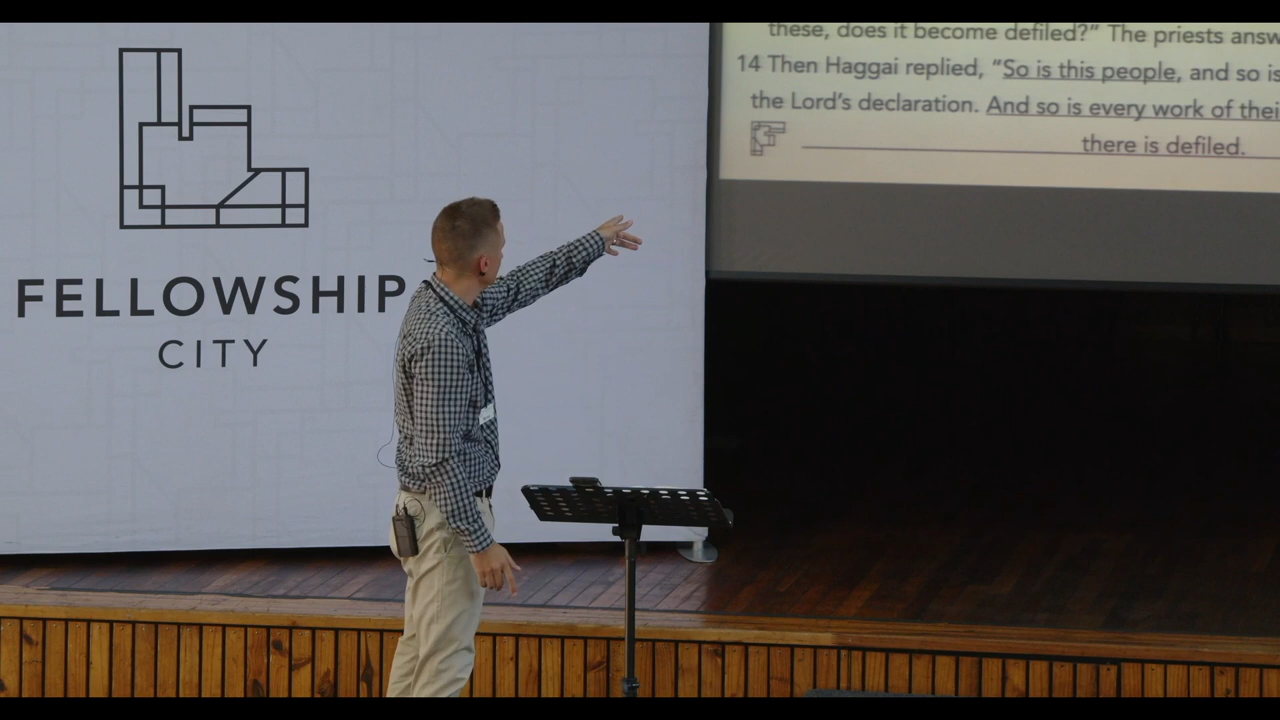 FELLOWSHIP
CITY
these, does it become defiled?" The priests answ
14 Then Haggai replied, "So is this people, and so is
the Lord's declaration. And so is every work of thei
there is defiled.